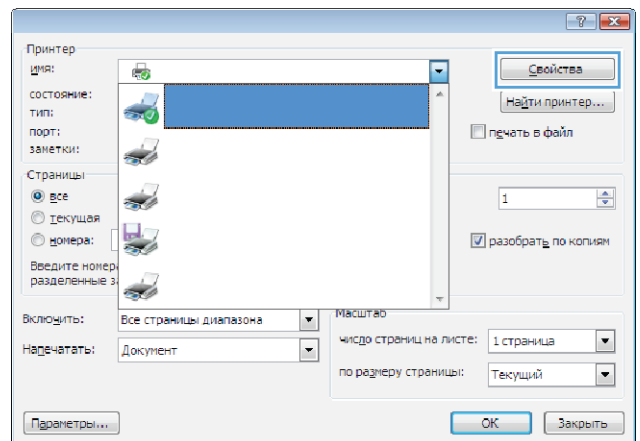 Принтер
имя:
Свойства
состояние:
Найти принтер...
тип:
порт:
печать в файл
заметки:
Страницы
все
1
текущая
номера:
разобрать по копиям
Введите номер
разделенные з
Включить:
Все страницы диапазона
Масштаб
число страниц на листе:
1 страница
Напечатать:
Документ
по размеру страницы:
Текущий
Параметры...
ОК
Закрыть